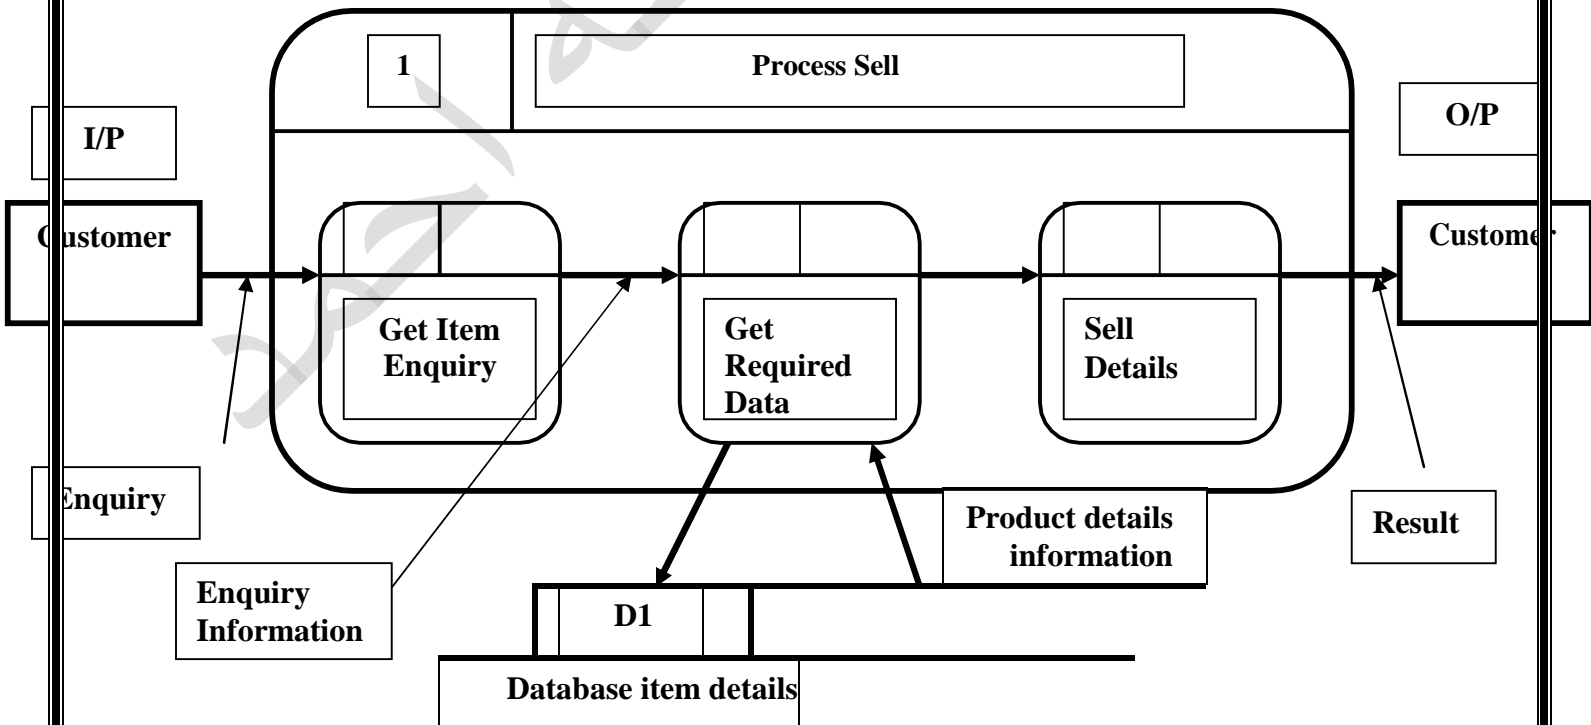 1
Process Sell
I/P
O/P
Customer
Customer
Get Item
Enquiry
Get
Required
Data
Sell
Details
Enquiry
Enquiry
Information
Product details
information
Result
D1
Database item details